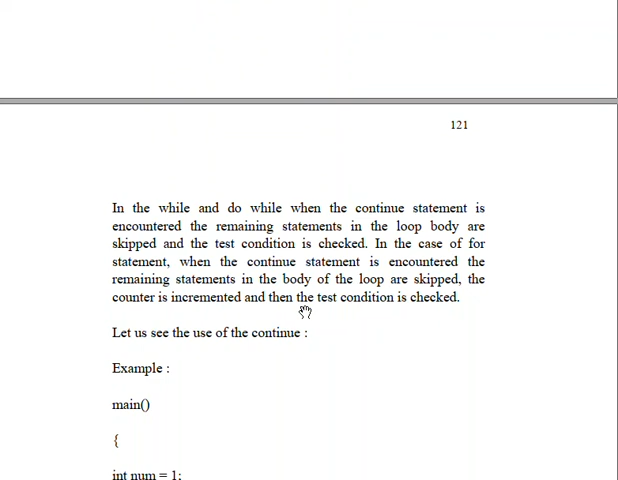 121
In the while and do while when the continue statement is
encountered the remaining statements in the loop body are
skipped and the test condition is checked. In the case of for
statement, when the continue statement is encountered the
remaining statements in the body of the loop are skipped, the
counter is incremented and then the test condition is checked.
Let us see the use of the continue :
Example :
main()
{
int num = 1;